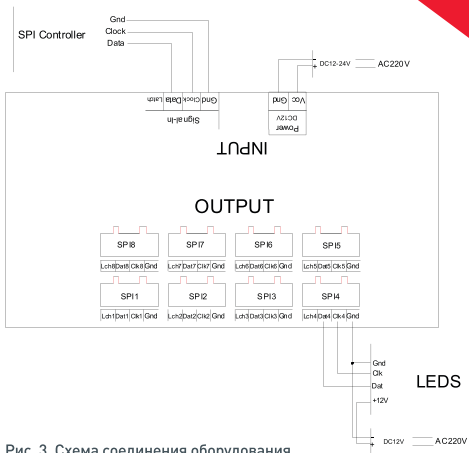 SPI Controller
Gnd
Clock
Data
DC12-24V
AC220V
Latch Data Clock Gnd
Signal-In
Gnd Vcc
DC12V
Power
INPUT
OUTPUT
SPI8
SPI7
SPI6
SPI5
Lch8 Dat8 Clk8 Gnd
Lch7 Dat7 Clk7 Gnd
Lch6 Dat6 Clk6 Gnd
Lch5 Dat5 Clk5 Gnd
SPI1
SPI2
SPI3
SPI4
Lch1 Dat1 Clk1 Gnd
Lch2 Dat2 Clk2 Gnd
Lch3 Dat3 Clk3 Gnd
Lch4 Dat4 Clk4 Gnd
Gnd
Clk
Dat
+12V
LEDS
DC12V
AC220V
Рис. 3. Схема соединения оборудования